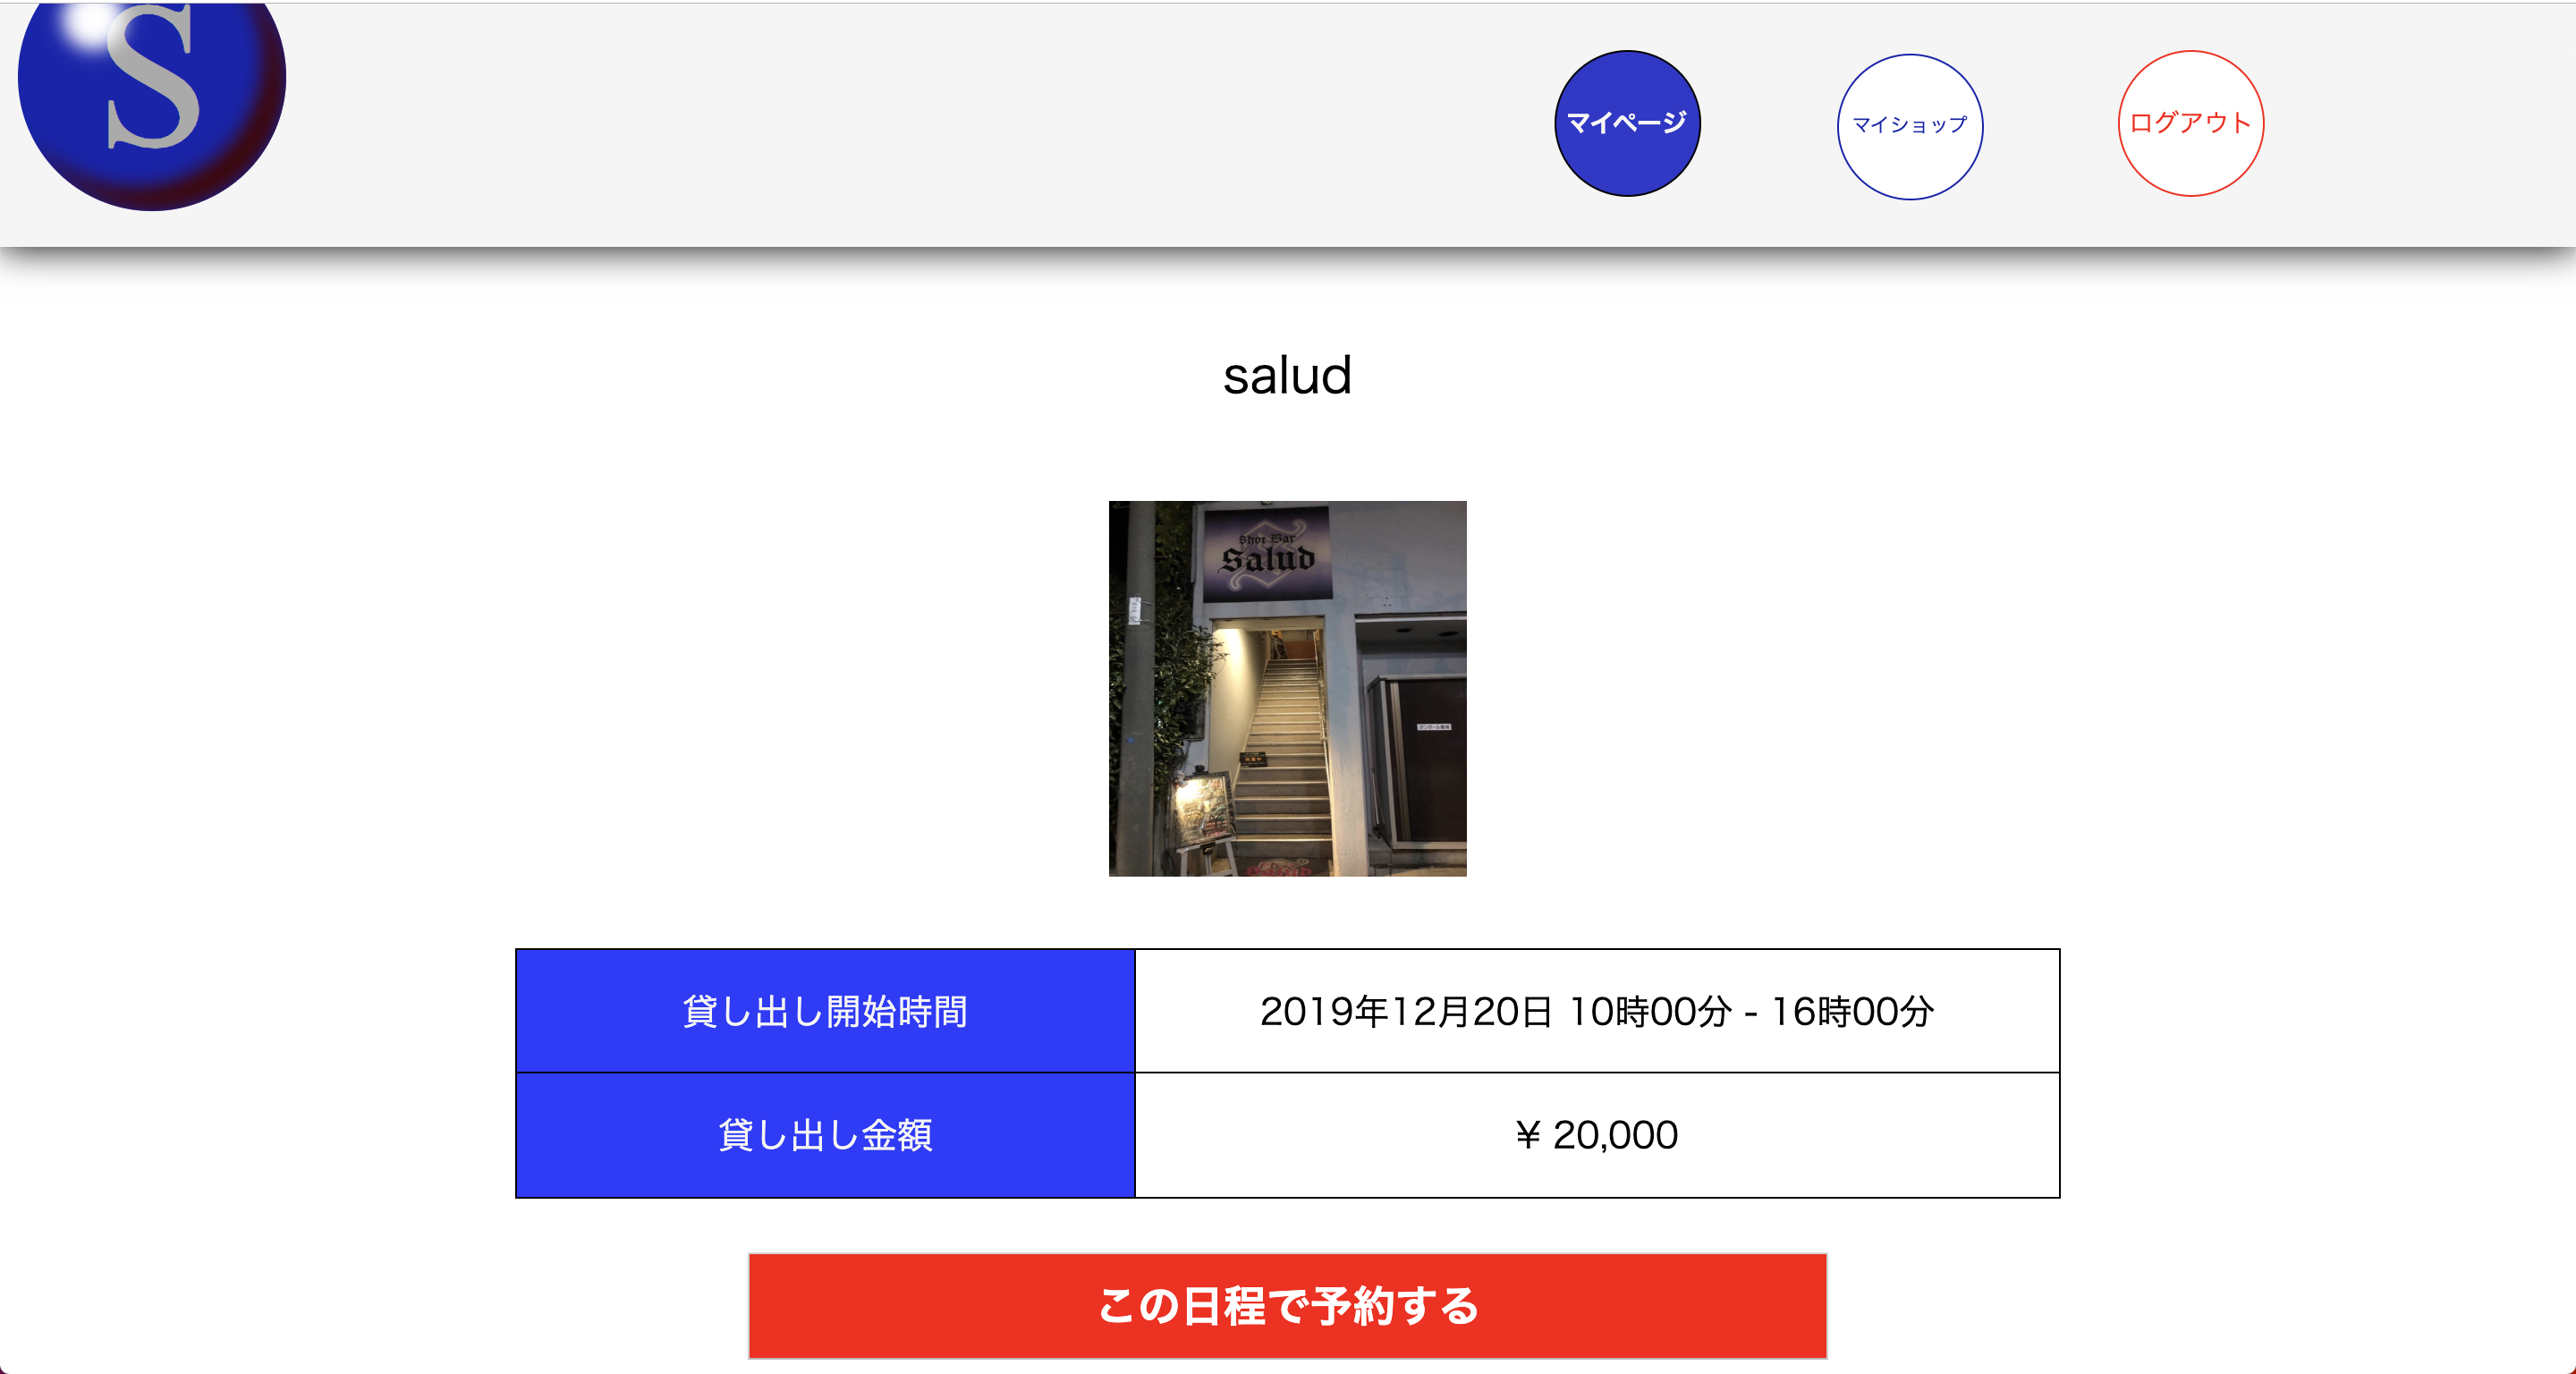 S
マイページ
マイショップ
ログアウト
salud
Shot Bar
Salud
貸し出し開始時間
2019年12月20日 10時00分 - 16時00分
貸し出し金額
¥ 20,000
この日程で予約する